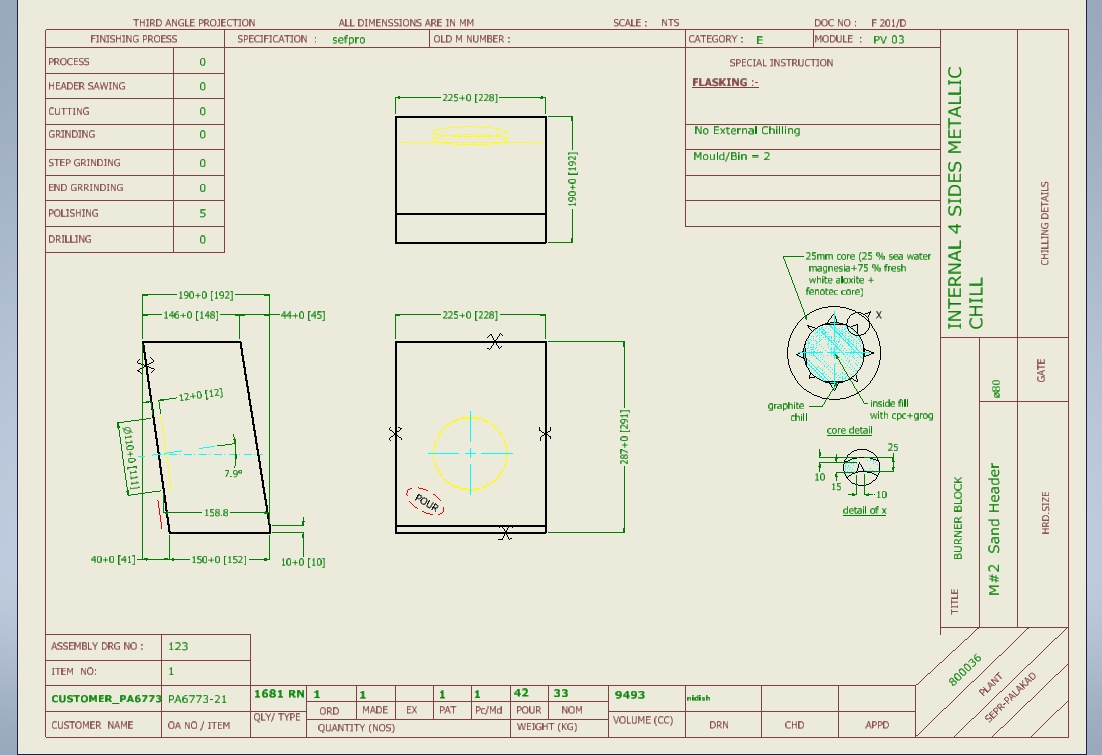 THIRD ANGLE PROJECTION ALL DIMENSSIONS ARE IN MM SCALE : NTS DOC NO : F 201/D
FINISHING PROESS SPECIFICATION : sefpro OLD M NUMBER : CATEGORY : E MODULE : PV 03
PROCESS 0
HEADER SAWING 0
CUTTING 0
GRINDING 0
STEP GRINDING 0
END GRRINDING 0
POLISHING 5
DRILLING 0
SPECIAL INSTRUCTION
FLASKING :-
No External Chilling
Mould/Bin = 2
INTERNAL 4 SIDES METALLIC
CHILL
CHILLING DETAILS
225+0 [228]
190+0 [192]
25mm core (25 % sea water
magnesia+75 % fresh
white aloxite +
fenotec core)
X
graphite
chill
inside fill
with cpc+grog
core detail
25
10
15
10
detail of x
190+0 [192]
146+0 [148] 44+0 [45]
12+0 [12]
Ø110+0 [111]
7.9°
158.8
40+0 [41] 150+0 [152] 10+0 [10]
225+0 [228]
287+0 [291]
POUR
TITLE BURNER BLOCK
M#2 Sand Header ø80
HRD.SIZE GATE
800036
PLANT
SEPR-PALAKAD
ASSEMBLY DRG NO : 123
ITEM NO: 1
CUSTOMER_PA6773 PA6773-21 1681 RN 1 1 1 1 42 33 9493 nidish
CUSTOMER NAME OA NO / ITEM QLY/ TYPE ORD MADE EX PAT Pc/Md POUR NOM VOLUME (CC) DRN CHD APPD
QUANTITY (NOS) WEIGHT (KG)